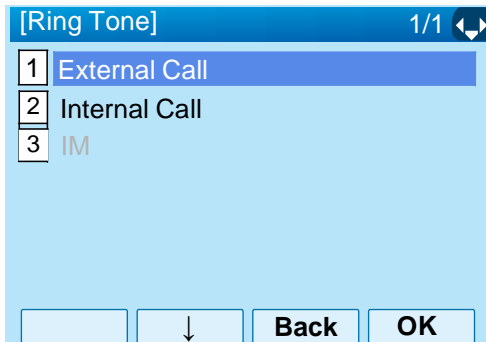 [Ring Tone] 1/1
1 External Call
2 Internal Call
3 IM
↓ Back OK